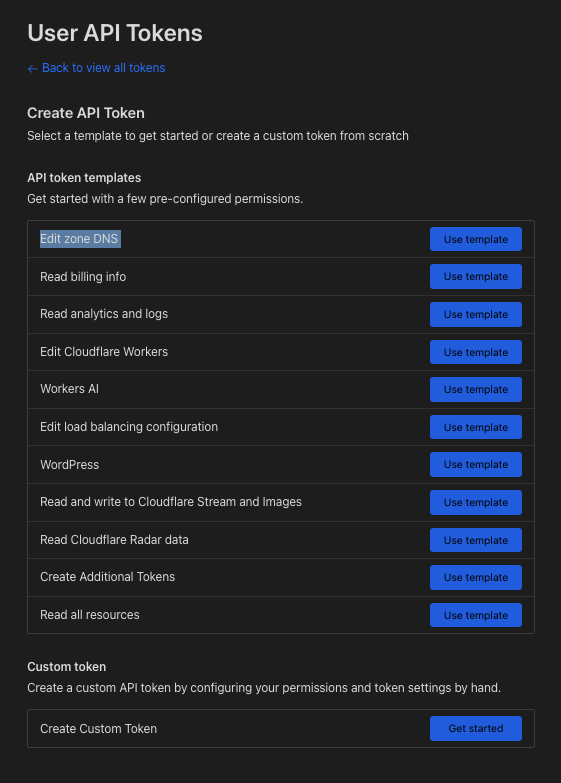 User API Tokens
← Back to view all tokens
Create API Token
Select a template to get started or create a custom token from scratch
API token templates
Get started with a few pre-configured permissions.
Edit zone DNS Use template
Read billing info Use template
Read analytics and logs Use template
Edit Cloudflare Workers Use template
Workers AI Use template
Edit load balancing configuration Use template
WordPress Use template
Read and write to Cloudflare Stream and Images Use template
Read Cloudflare Radar data Use template
Create Additional Tokens Use template
Read all resources Use template
Custom token
Create a custom API token by configuring your permissions and token settings by hand.
Create Custom Token Get started